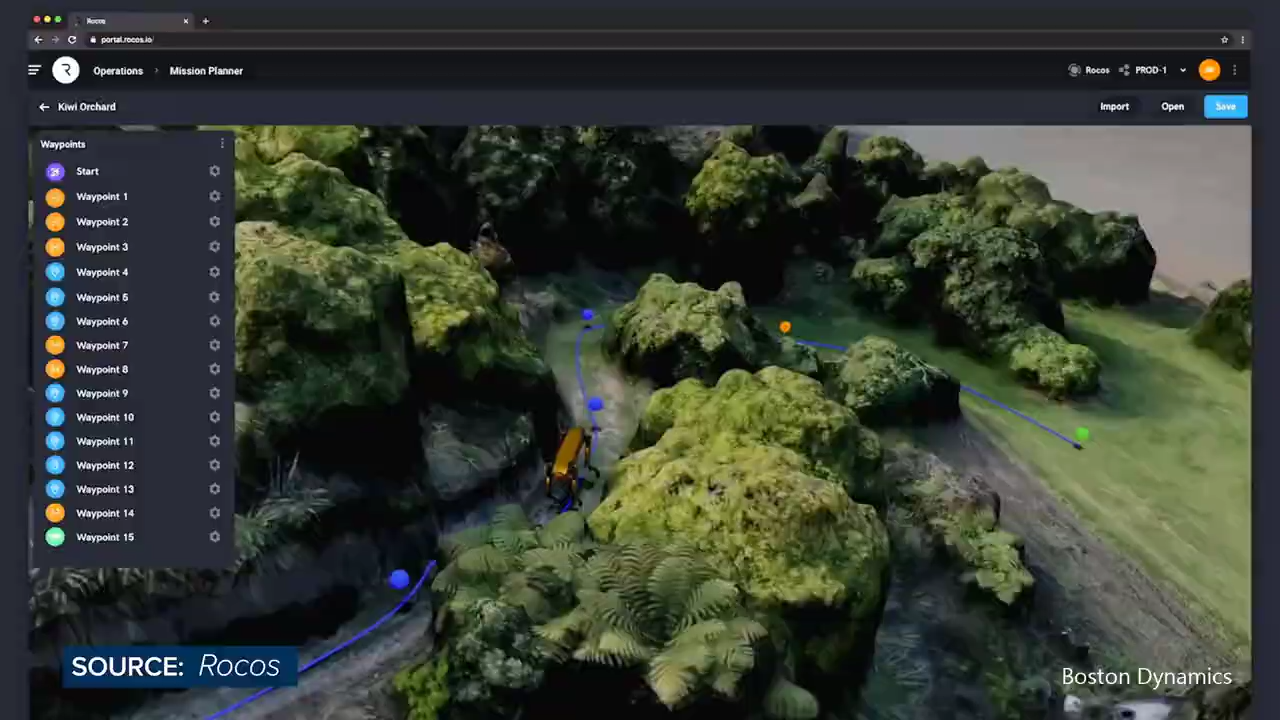 Rocos
portal.rocos.io/
Operations > Mission Planner
Rocos
PROD-1
Kiwi Orchard
Import
Open
Save
Waypoints
Start
Waypoint 1
Waypoint 2
Waypoint 3
Waypoint 4
Waypoint 5
Waypoint 6
Waypoint 7
Waypoint 8
Waypoint 9
Waypoint 10
Waypoint 11
Waypoint 12
Waypoint 13
Waypoint 14
Waypoint 15
SOURCE: Rocos
Boston Dynamics